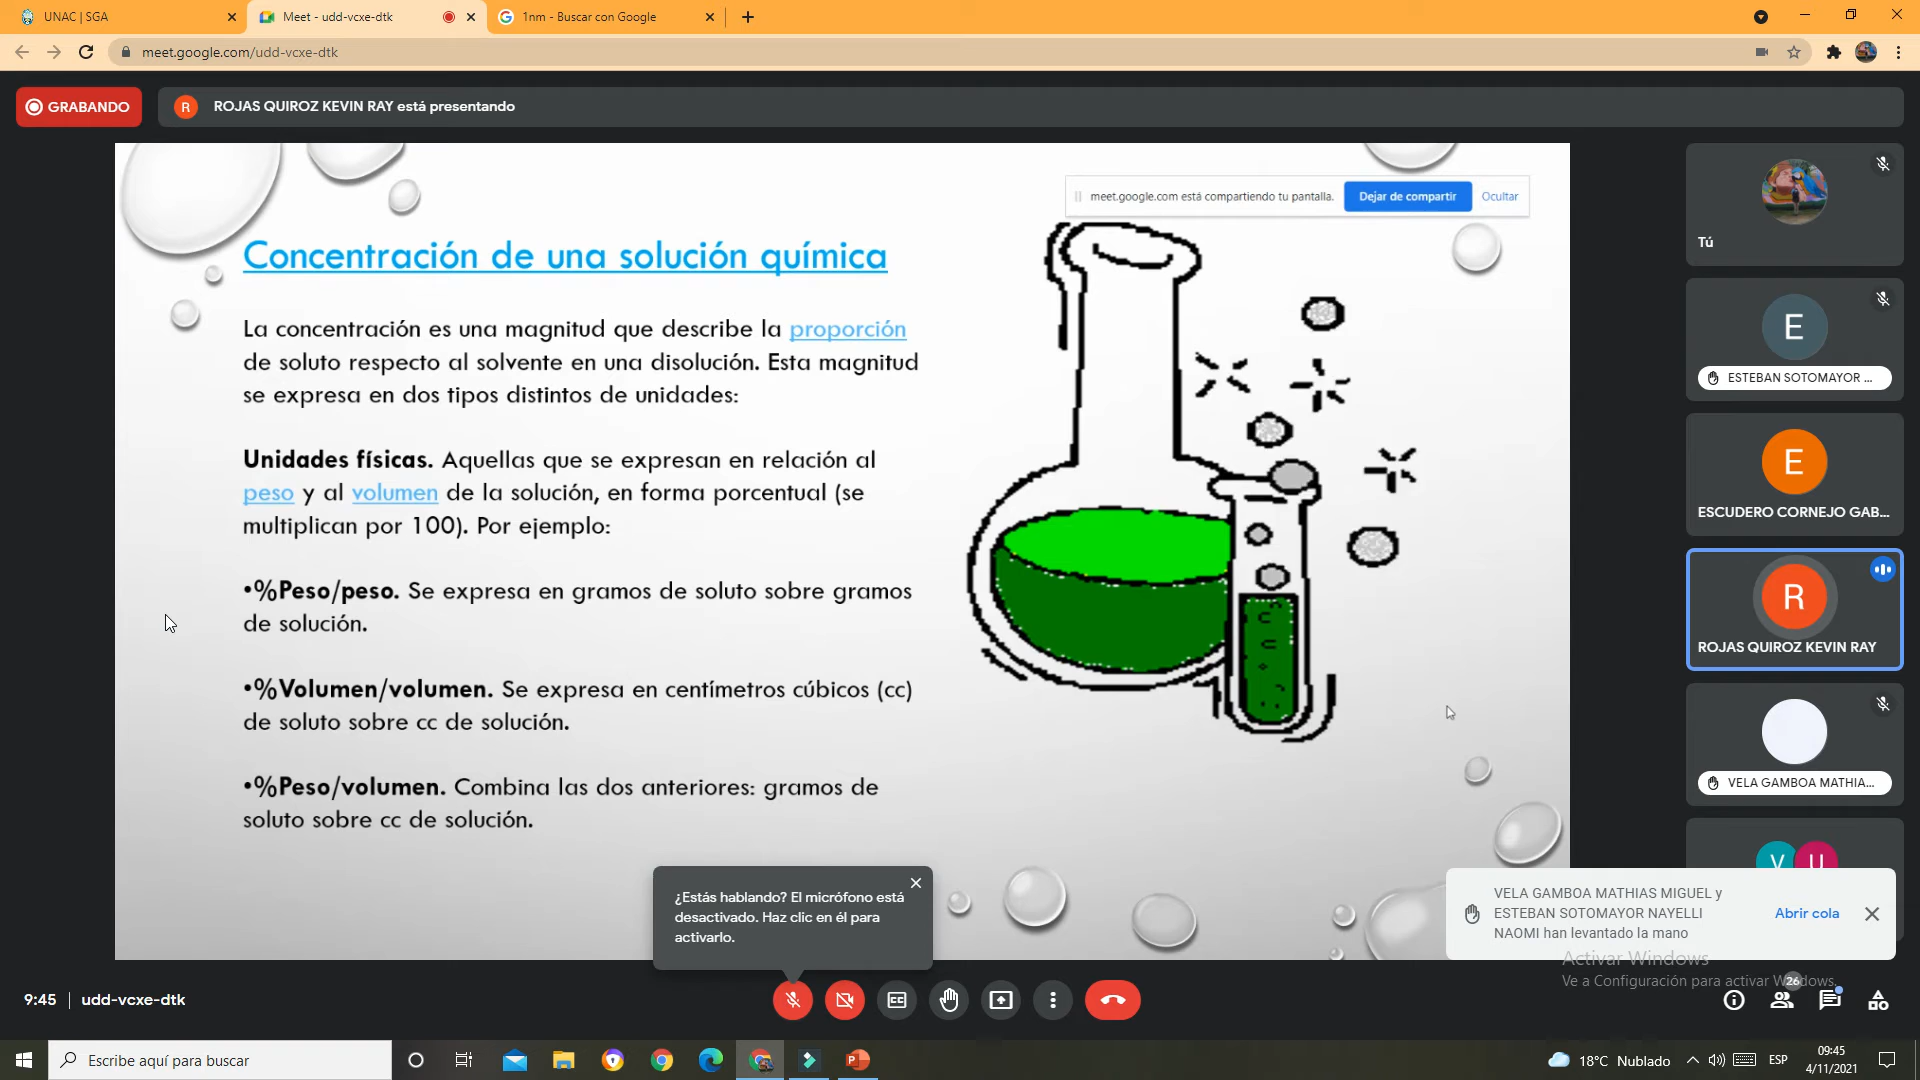 UNAC | SGA
Meet - udd-vcxe-dtk
1nm - Buscar con Google
meet.google.com/udd-vcxe-dtk
GRABANDO
R
ROJAS QUIROZ KEVIN RAY está presentando
meet.google.com está compartiendo tu pantalla.
Dejar de compartir
Ocultar
Concentración de una solución química
La concentración es una magnitud que describe la proporción
de soluto respecto al solvente en una disolución. Esta magnitud
se expresa en dos tipos distintos de unidades:
Unidades físicas. Aquellas que se expresan en relación al
peso y al volumen de la solución, en forma porcentual (se
multiplican por 100). Por ejemplo:
•%Peso/peso. Se expresa en gramos de soluto sobre gramos
de solución.
•%Volumen/volumen. Se expresa en centímetros cúbicos (cc)
de soluto sobre cc de solución.
•%Peso/volumen. Combina las dos anteriores: gramos de
soluto sobre cc de solución.
Tú
E
ESTEBAN SOTOMAYOR ...
E
ESCUDERO CORNEJO GAB...
R
ROJAS QUIROZ KEVIN RAY
VELA GAMBOA MATHIA...
V U
¿Estás hablando? El micrófono está
desactivado. Haz clic en él para
activarlo.
VELA GAMBOA MATHIAS MIGUEL y
ESTEBAN SOTOMAYOR NAYELLI
NAOMI han levantado la mano
Abrir cola
Activar Windows
Ve a Configuración para activar Windows.
9:45 | udd-vcxe-dtk
CC
26
Escribe aquí para buscar
18°C Nublado
ESP
09:45
4/11/2021